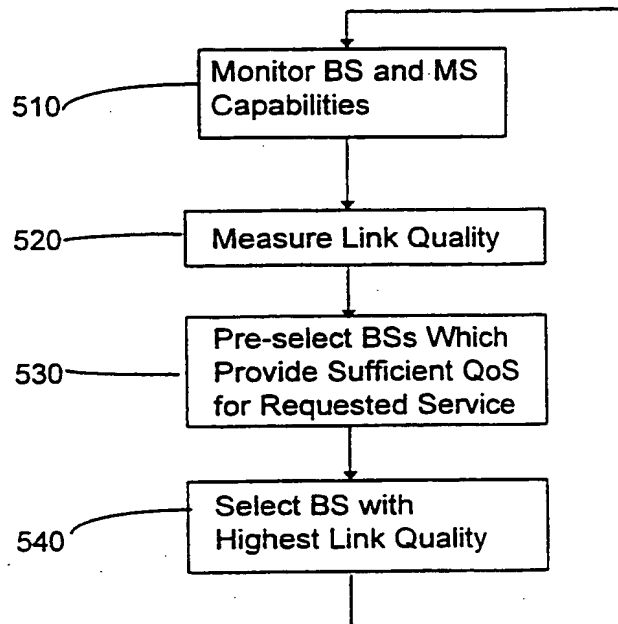 510
Monitor BS and MS
Capabilities
520
Measure Link Quality
530
Pre-select BSs Which
Provide Sufficient QoS
for Requested Service
540
Select BS with
Highest Link Quality